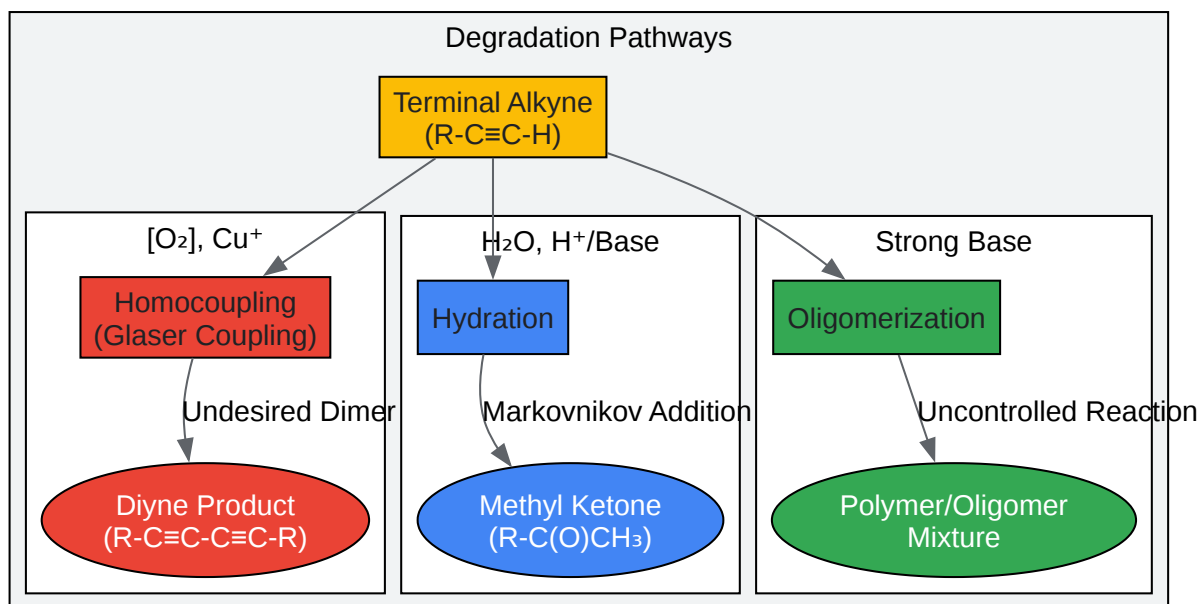 Degradation Pathways
Terminal Alkyne
(R-C≡C-H)
[O₂], Cu⁺
Homocoupling
(Glaser Coupling)
Undesired Dimer
Diyne Product
(R-C≡C-C≡C-R)
H₂O, H⁺/Base
Hydration
Markovnikov Addition
Methyl Ketone
(R-C(O)CH₃)
Strong Base
Oligomerization
Uncontrolled Reaction
Polymer/Oligomer
Mixture